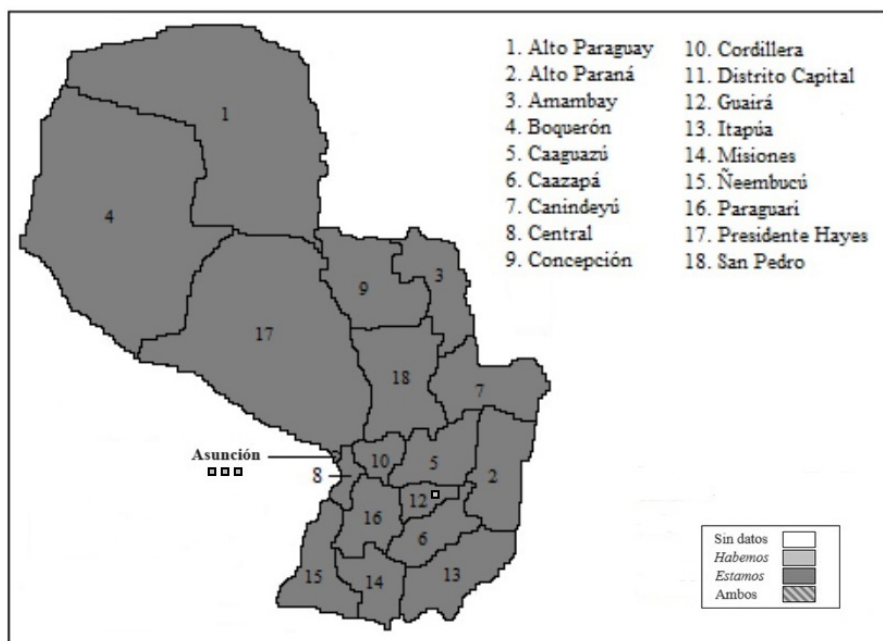 1. Alto Paraguay
2. Alto Paraná
3. Amambay
4. Boquerón
5. Caaguazú
6. Caazapá
7. Canindeyú
8. Central
9. Concepción
10. Cordillera
11. Distrito Capital
12. Guairá
13. Itapúa
14. Misiones
15. Ñeembucú
16. Paraguari
17. Presidente Hayes
18. San Pedro
1
4
3
9
17
18
7
Asunción
8
10
5
2
12
16
6
15
14
13
Sin datos
Habemos
Estamos
Ambos